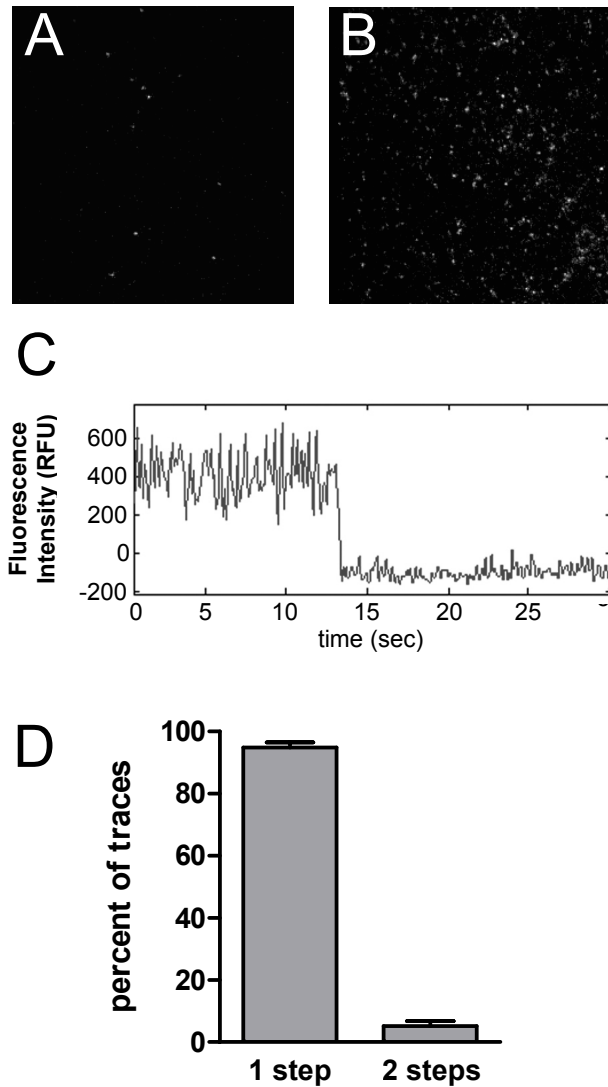 A
B
C
Fluorescence
Intensity (RFU)
600
400
200
0
-200
0 5 10 15 20 25
time (sec)
D
percent of traces
100
80
60
40
20
0
1 step 2 steps